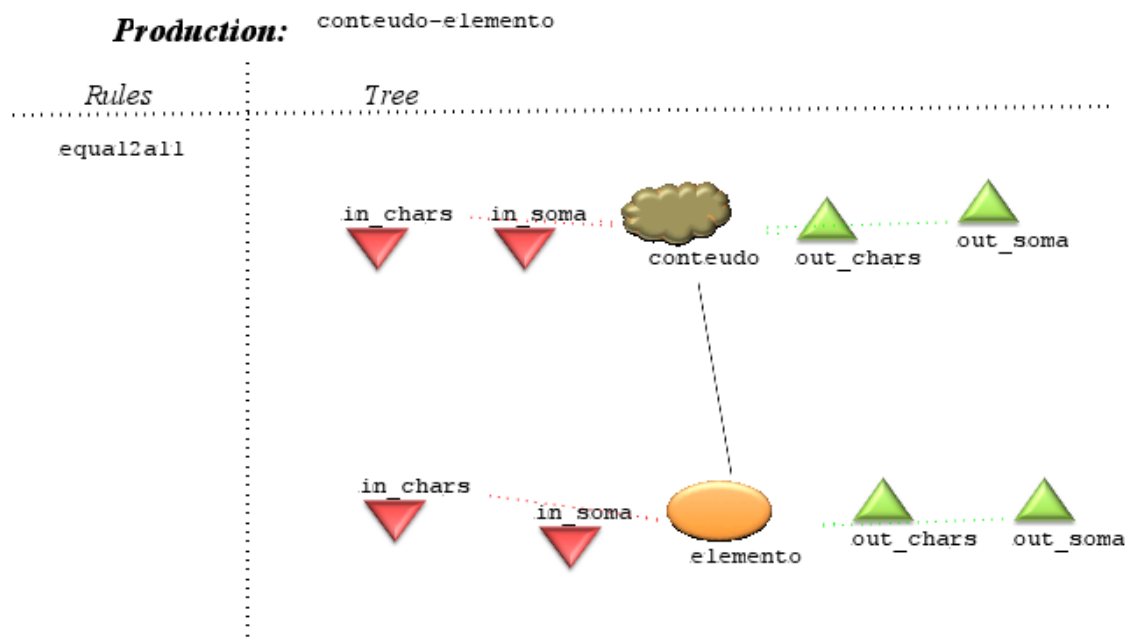 Production: conteudo-elemento
Rules Tree
equal2all
in_chars in_soma conteudo out_chars out_soma
in_chars in_soma elemento out_chars out_soma